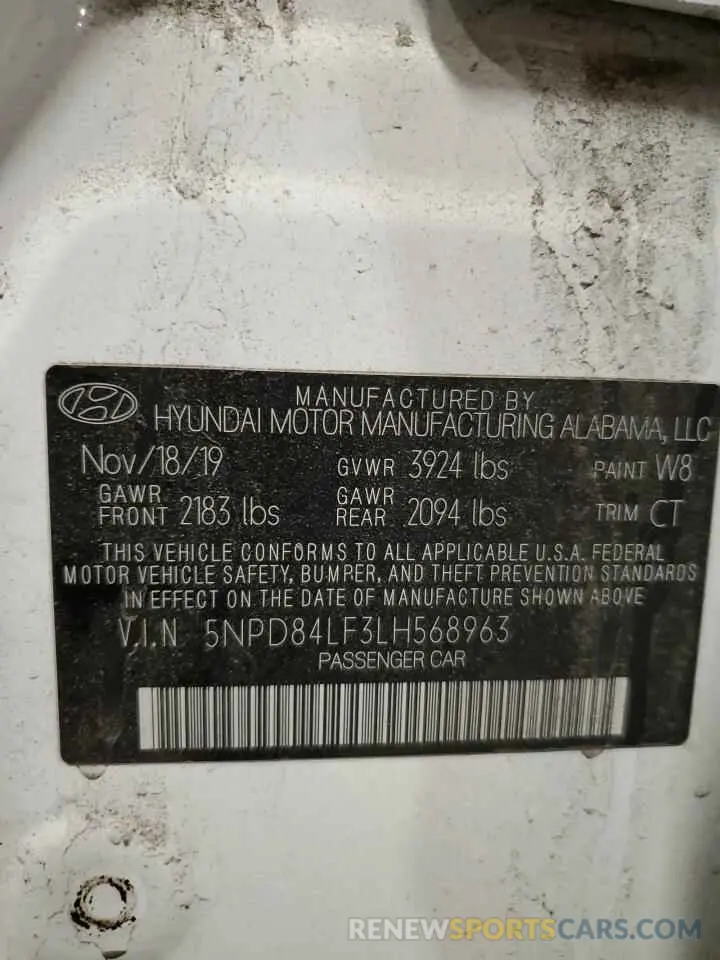 MANUFACTURED BY
HYUNDAI MOTOR MANUFACTURING ALABAMA, LLC
Nov/18/19 GVWR 3924 lbs PAINT W8
GAWR FRONT 2183 lbs GAWR REAR 2094 lbs TRIM CT
THIS VEHICLE CONFORMS TO ALL APPLICABLE U.S.A. FEDERAL
MOTOR VEHICLE SAFETY, BUMPER, AND THEFT PREVENTION STANDARDS
IN EFFECT ON THE DATE OF MANUFACTURE SHOWN ABOVE
V.I.N 5NPD84LF3LH568963
PASSENGER CAR
RENEWSPORTSCARS.COM